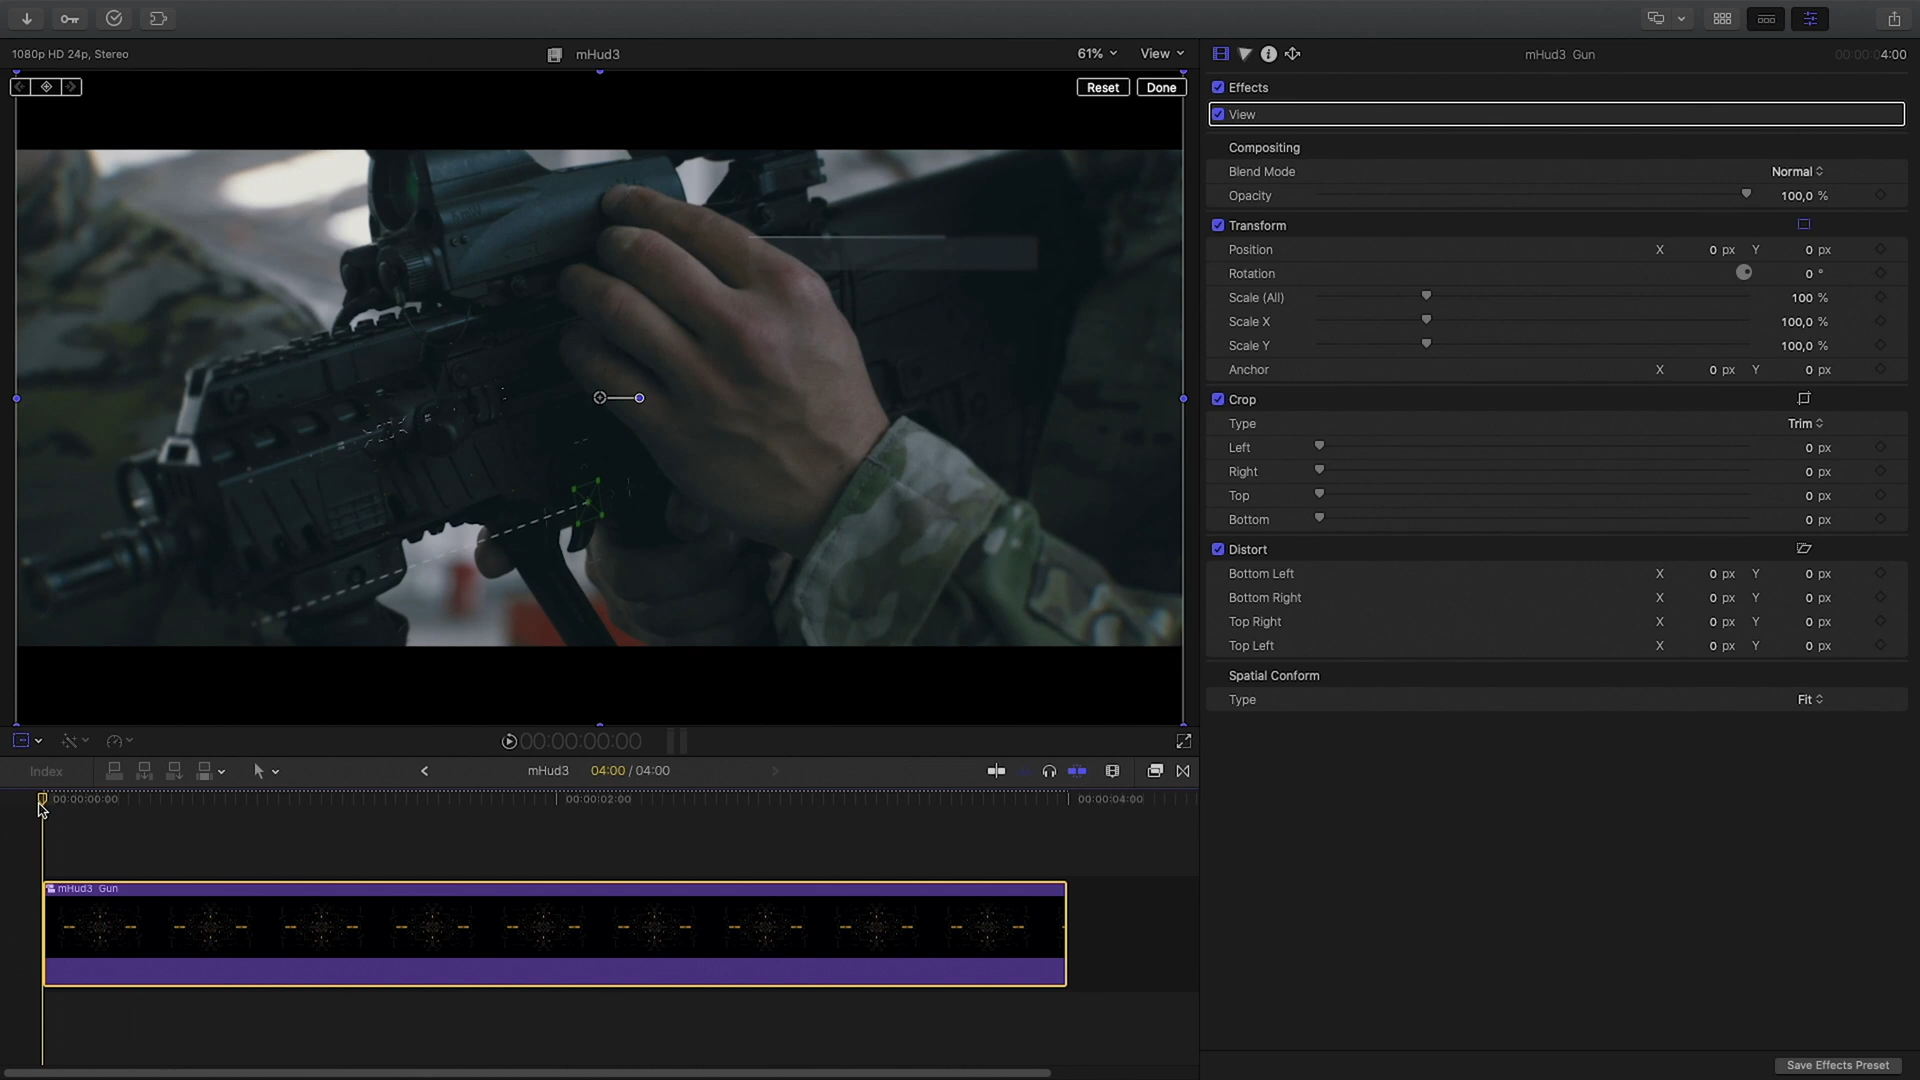 1080p HD 24p, Stereo
mHud3
61%
View
mHud3 Gun
00:00:04:00
Reset
Done
Effects
View
Compositing
Blend Mode
Normal
Opacity
100,0 %
Transform
Position
X 0 px Y 0 px
Rotation
0 °
Scale (All)
100 %
Scale X
100,0 %
Scale Y
100,0 %
Anchor
X 0 px Y 0 px
Crop
Type
Trim
Left
0 px
Right
0 px
Top
0 px
Bottom
0 px
Distort
Bottom Left
X 0 px Y 0 px
Bottom Right
X 0 px Y 0 px
Top Right
X 0 px Y 0 px
Top Left
X 0 px Y 0 px
Spatial Conform
Type
Fit
00:00:00:00
Index
mHud3
04:00 / 04:00
00:00:00:00
00:00:02:00
00:00:04:00
mHud3 Gun
Save Effects Preset